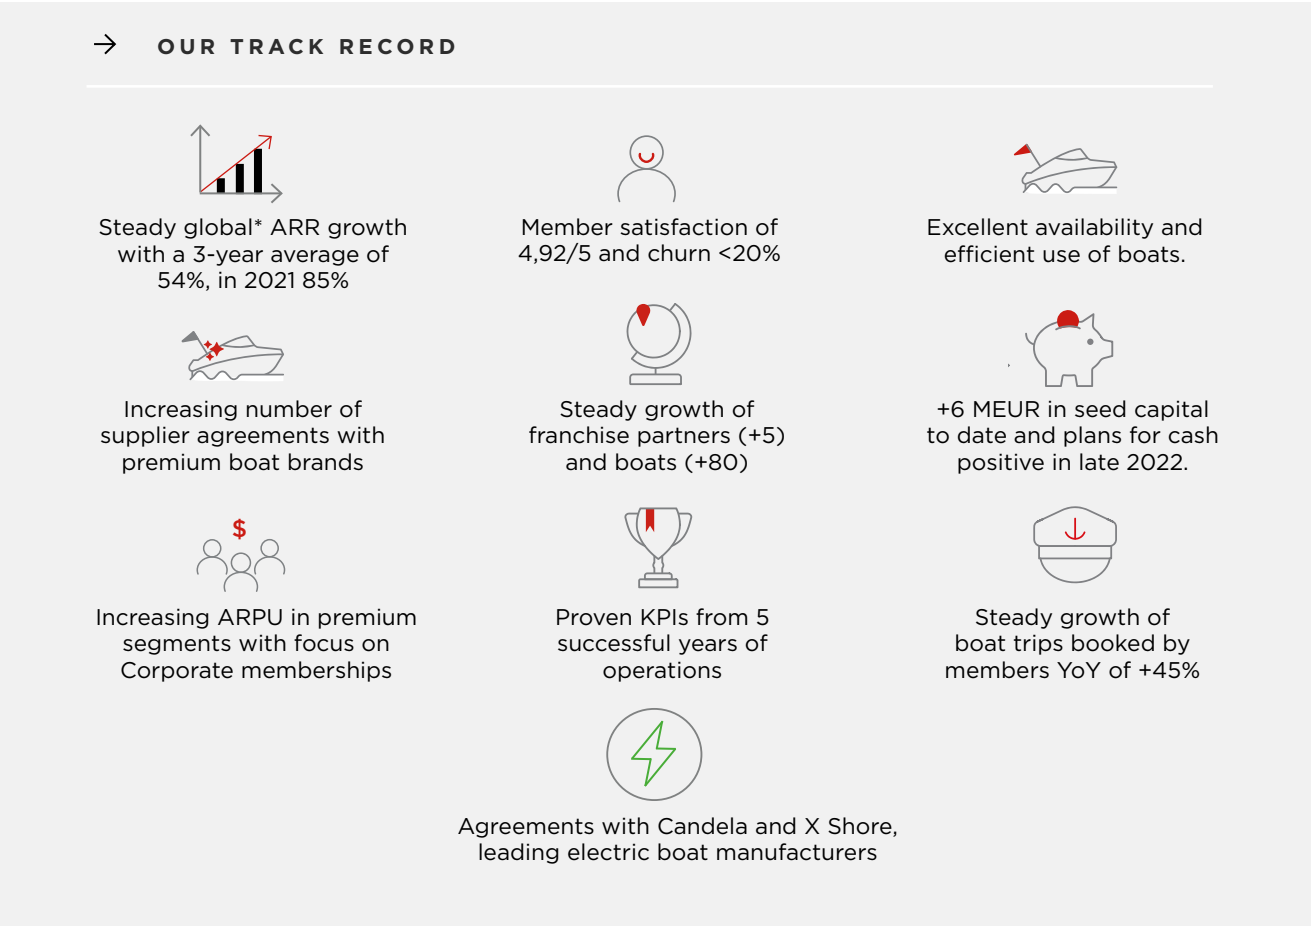 OUR TRACK RECORD
Steady global* ARR growth
with a 3-year average of
54%, in 2021 85%
Member satisfaction of
4,92/5 and churn <20%
Excellent availability and
efficient use of boats.
Increasing number of
supplier agreements with
premium boat brands
Steady growth of
franchise partners (+5)
and boats (+80)
+6 MEUR in seed capital
to date and plans for cash
positive in late 2022.
$
Increasing ARPU in premium
segments with focus on
Corporate memberships
Proven KPIs from 5
successful years of
operations
Steady growth of
boat trips booked by
members YoY of +45%
Agreements with Candela and X Shore,
leading electric boat manufacturers